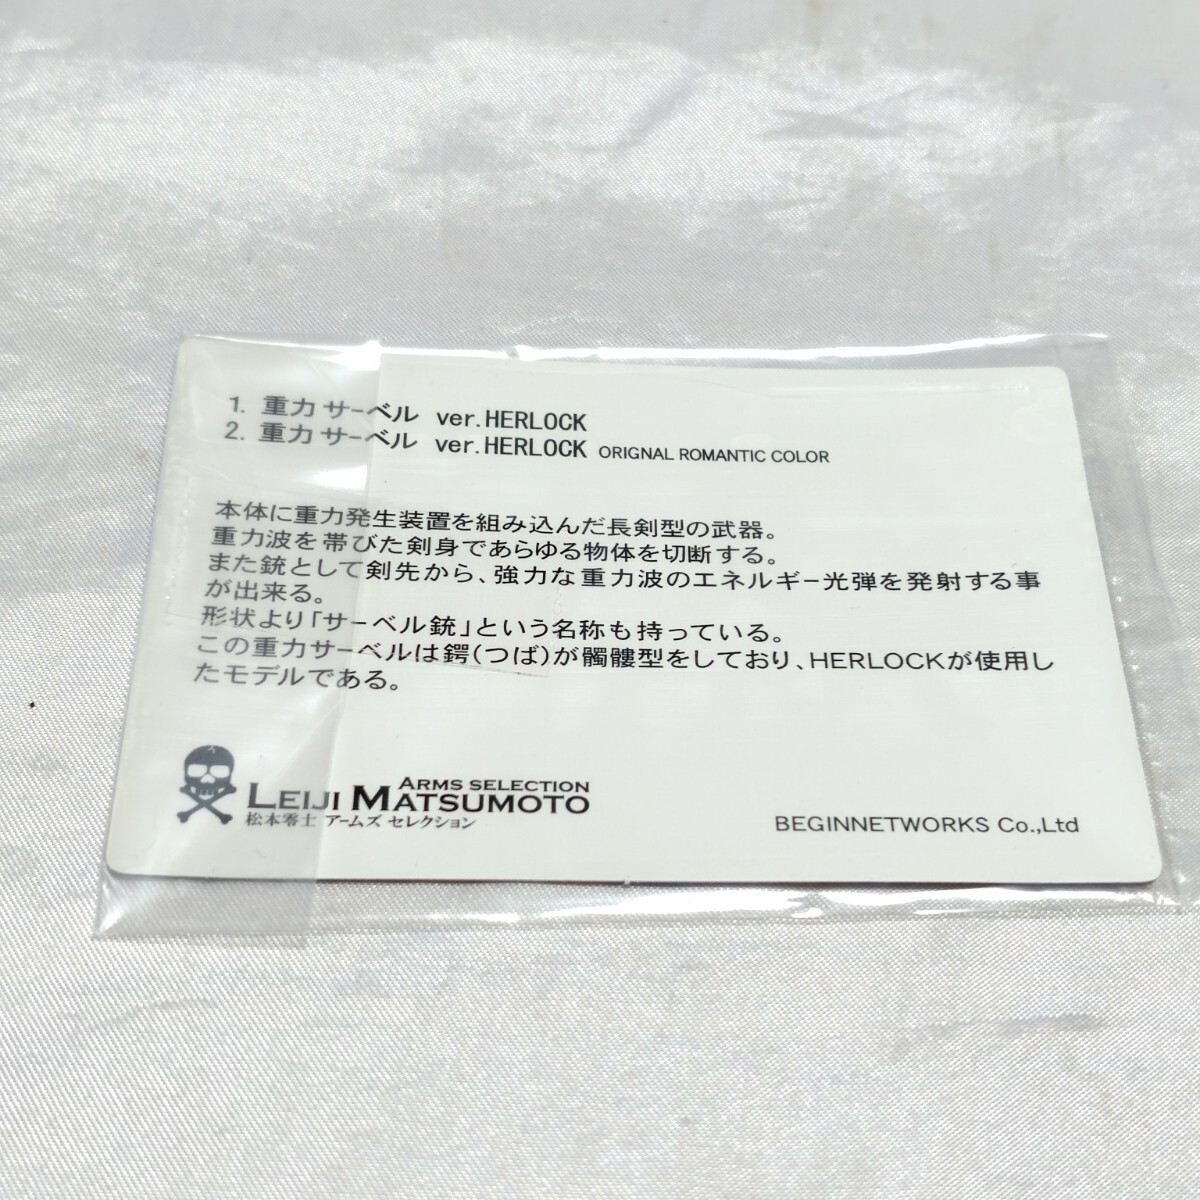 1. 重力サーベル ver.HERLOCK
2. 重力サーベル ver.HERLOCK ORIGNAL ROMANTIC COLOR
本体に重力発生装置を組み込んだ長剣型の武器。
重力波を帯びた剣身であらゆる物体を切断する。
また銃として剣先から、強力な重力波のエネルギー光弾を発射する事
が出来る。
形状より「サーベル銃」という名称も持っている。
この重力サーベルは鍔(つば)が髑髏型をしており、HERLOCKが使用し
たモデルである。
ARMS SELECTION
LEIJI MATSUMOTO
松本零士 アームズ セレクション
BEGINNETWORKS Co.,Ltd